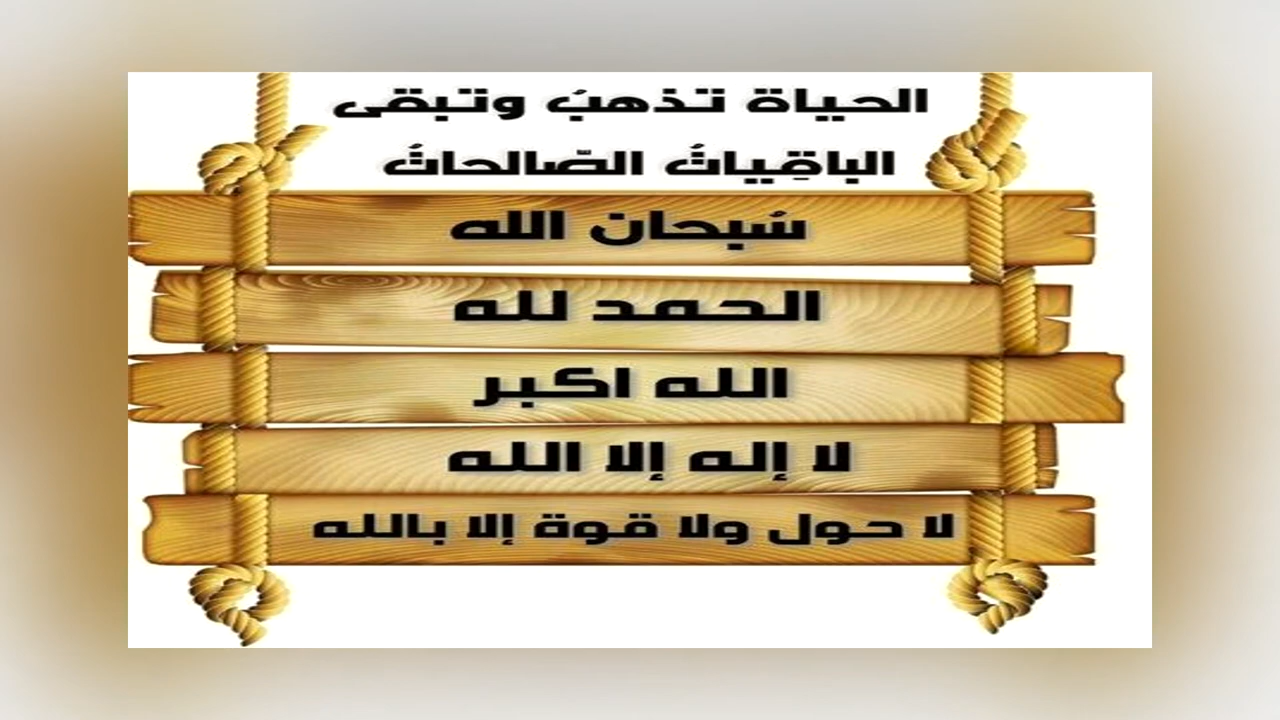 الحياة تذهبُ وتبقى
الباقِياتُ الصّالحاتُ
سُبحان الله
الحمد لله
الله اكبر
لا إله إلا الله
لا حول ولا قوة إلا بالله